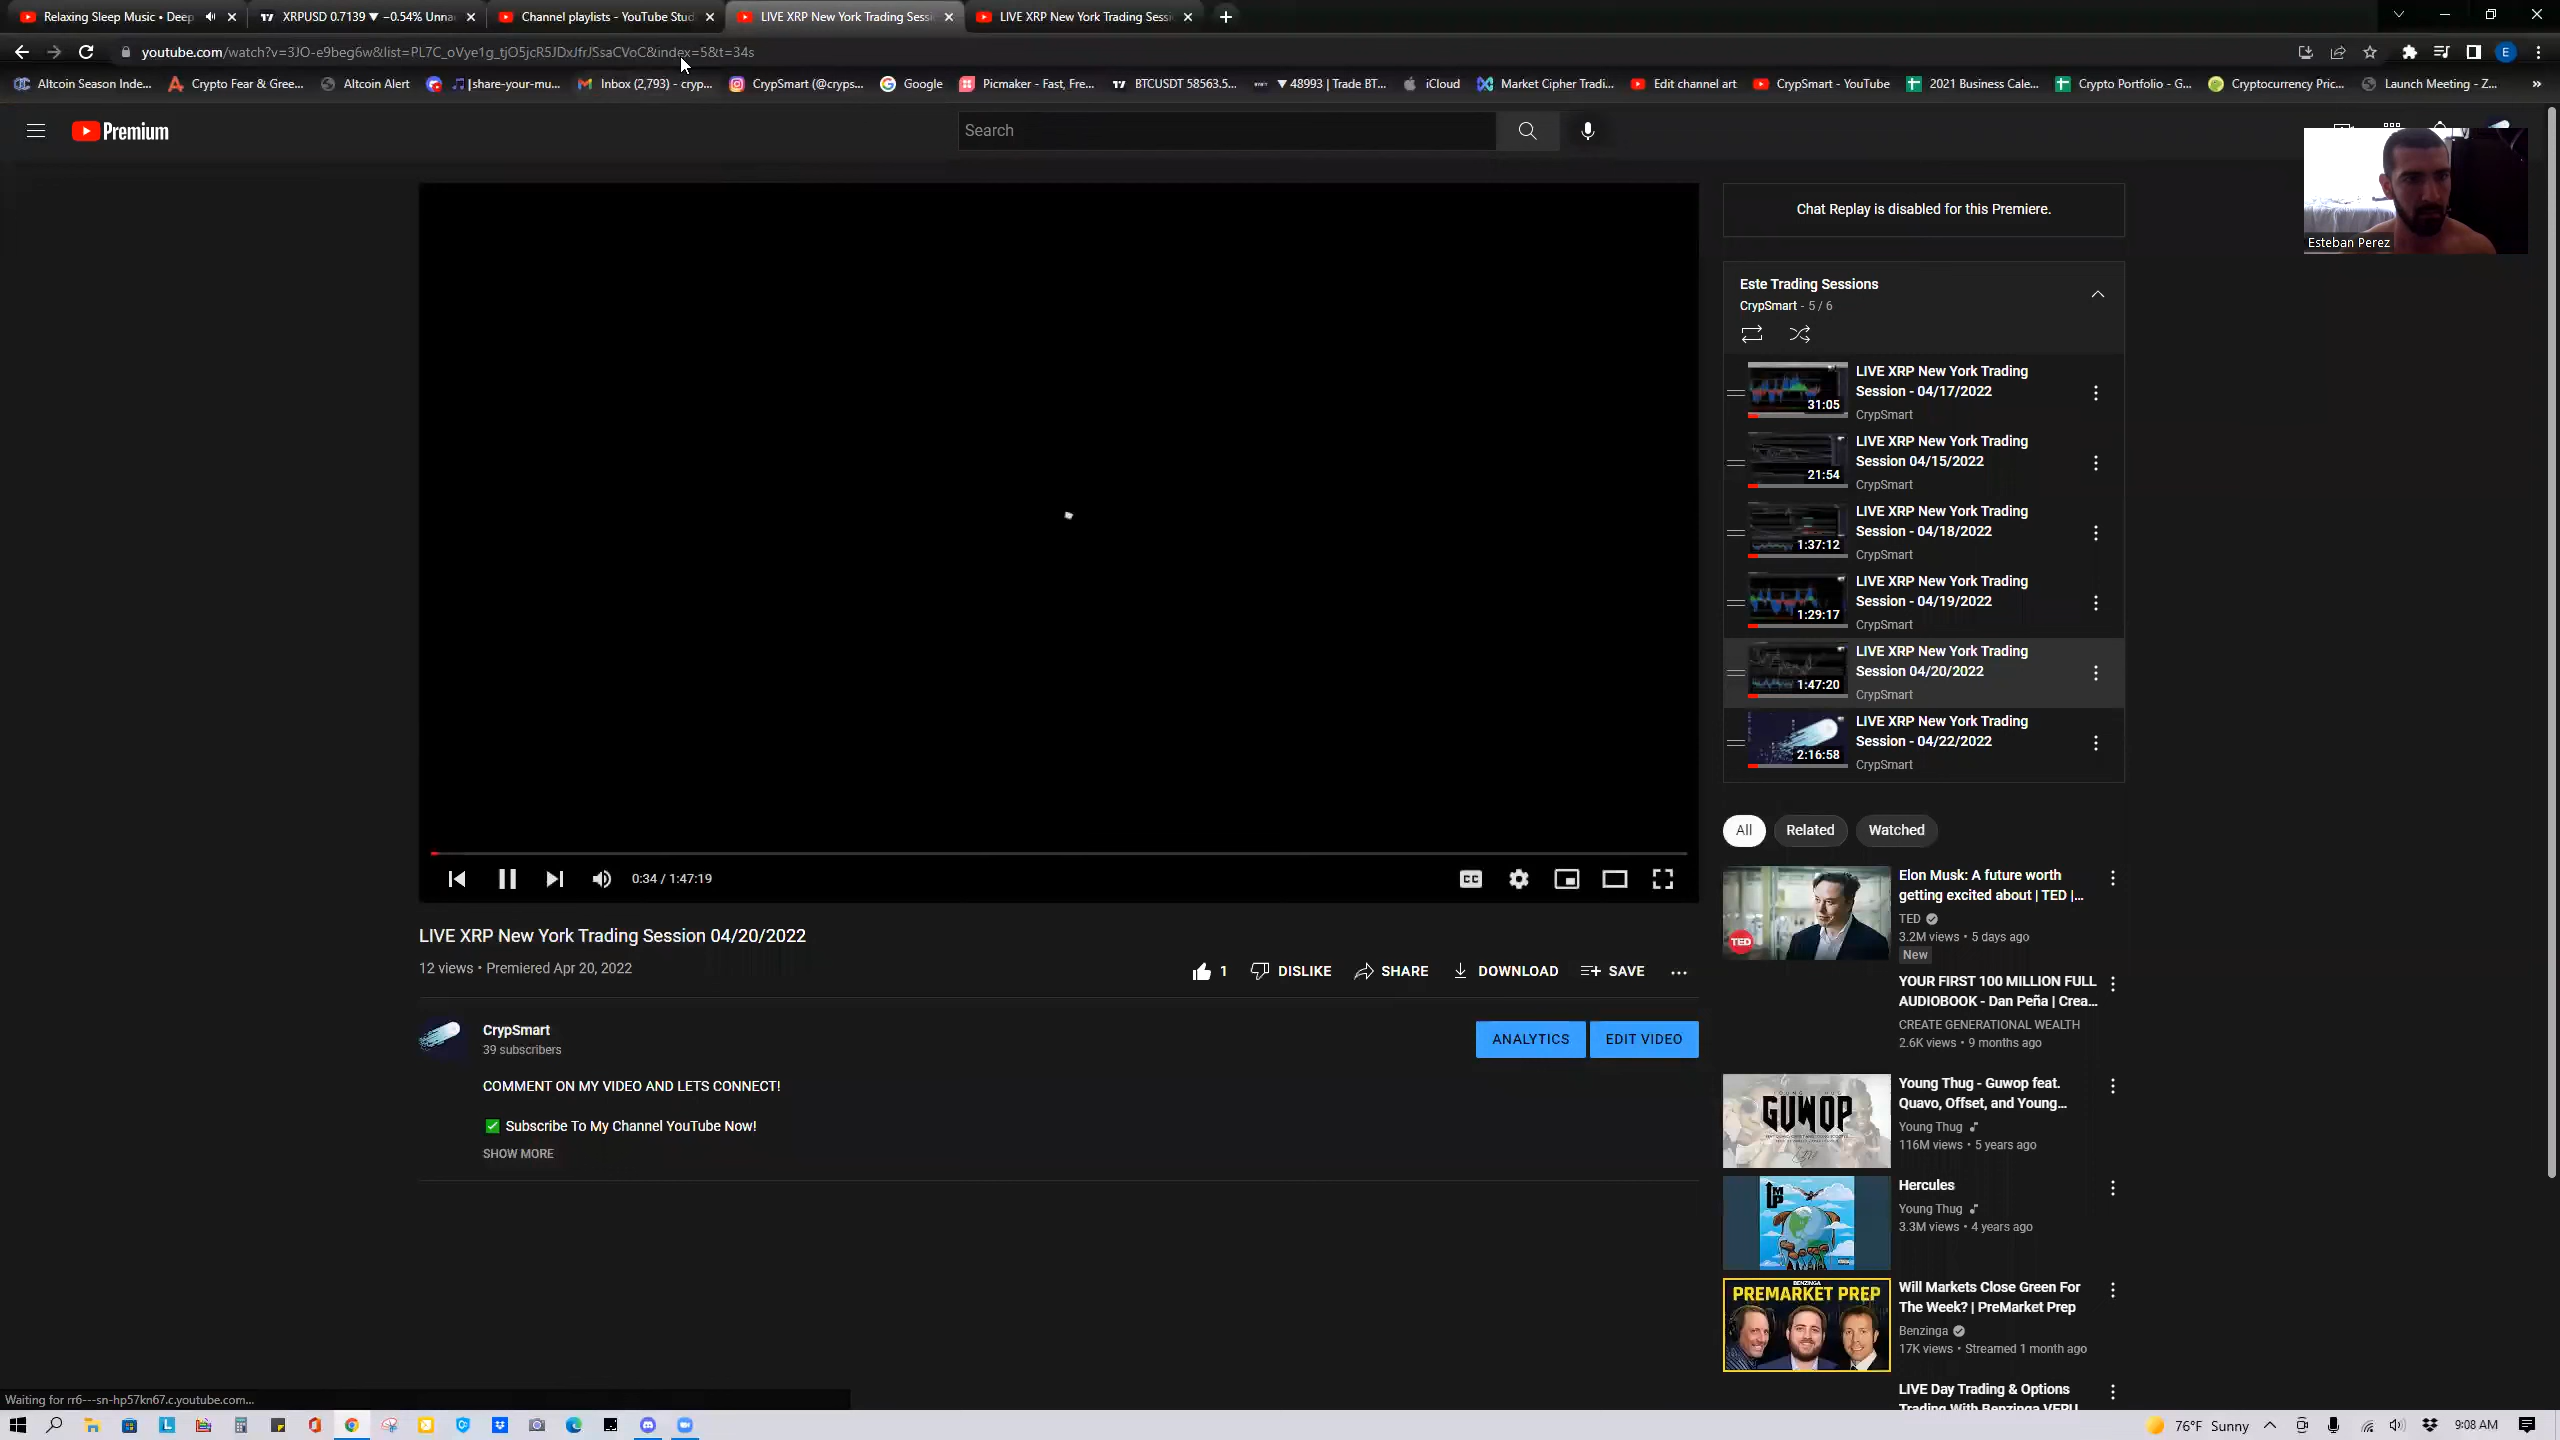 Relaxing Sleep Music • Deep
XRPUSD 0.7139 ▼ −0.54% Unna
Channel playlists - YouTube Stud
LIVE XRP New York Trading Sessi
LIVE XRP New York Trading Sessi
youtube.com/watch?v=3JO-e9beg6w&list=PL7C_oVye1g_tjO5jcR5JDxJfrJSsaCVoC&index=5&t=34s
Altcoin Season Inde...
Crypto Fear & Gree...
Altcoin Alert
share-your-mu...
Inbox (2,793) - cryp...
CrypSmart (@cryps...
Google
Picmaker - Fast, Fre...
BTCUSDT 58563.5...
▼ 48993 | Trade BT...
iCloud
Market Cipher Tradi...
Edit channel art
CrypSmart - YouTube
2021 Business Cale...
Crypto Portfolio - G...
Cryptocurrency Pric...
Launch Meeting - Z...
Premium
Search
Esteban Perez
Chat Replay is disabled for this Premiere.
Este Trading Sessions
CrypSmart - 5 / 6
LIVE XRP New York Trading
Session - 04/17/2022
31:05
CrypSmart
LIVE XRP New York Trading
Session 04/15/2022
21:54
CrypSmart
LIVE XRP New York Trading
Session - 04/18/2022
1:37:12
CrypSmart
LIVE XRP New York Trading
Session - 04/19/2022
1:29:17
CrypSmart
LIVE XRP New York Trading
Session 04/20/2022
1:47:20
CrypSmart
LIVE XRP New York Trading
Session - 04/22/2022
2:16:58
CrypSmart
0:34 / 1:47:19
CC
LIVE XRP New York Trading Session 04/20/2022
12 views • Premiered Apr 20, 2022
1
DISLIKE
SHARE
DOWNLOAD
SAVE
CrypSmart
39 subscribers
ANALYTICS
EDIT VIDEO
COMMENT ON MY VIDEO AND LETS CONNECT!
✅ Subscribe To My Channel YouTube Now!
SHOW MORE
All
Related
Watched
TED
Elon Musk: A future worth
getting excited about | TED |...
TED
3.2M views • 5 days ago
New
YOUR FIRST 100 MILLION FULL
AUDIOBOOK - Dan Peña | Crea...
CREATE GENERATIONAL WEALTH
2.6K views • 9 months ago
GUWOP
Young Thug - Guwop feat.
Quavo, Offset, and Young...
Young Thug
116M views • 5 years ago
Hercules
Young Thug
3.3M views • 4 years ago
BENZINGA
PREMARKET PREP
Will Markets Close Green For
The Week? | PreMarket Prep
Benzinga
17K views • Streamed 1 month ago
LIVE Day Trading & Options
Trading With Benzinga VERU
Waiting for rr6---sn-hp57kn67.c.youtube.com...
76°F Sunny
9:08 AM